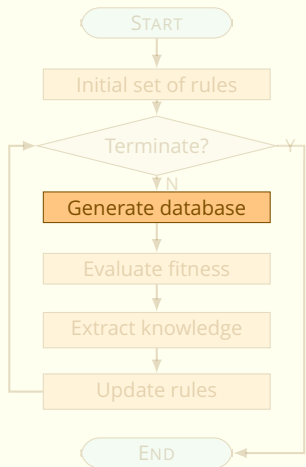 START
Initial set of rules
Terminate?
Y
N
Generate database
Evaluate fitness
Extract knowledge
Update rules
END